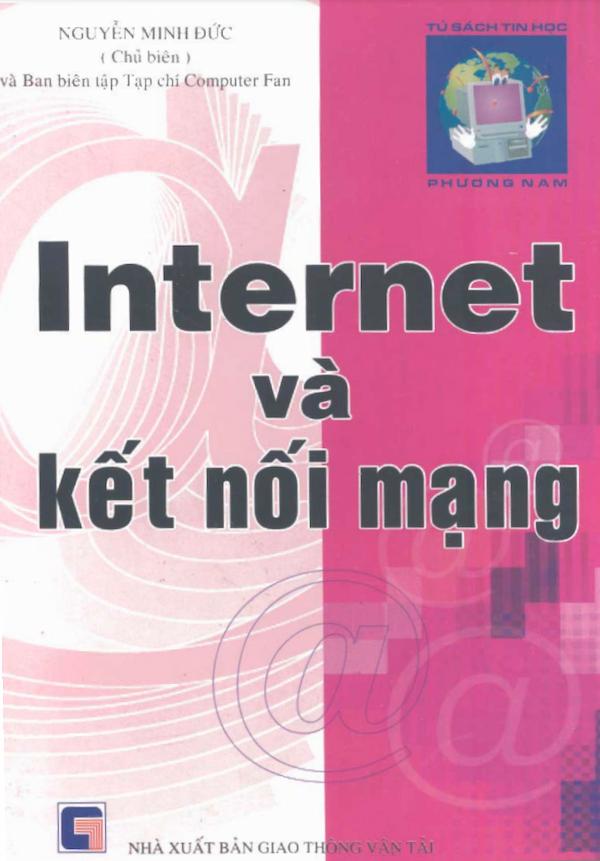 NGUYỄN MINH ĐỨC
( Chủ biên )
và Ban biên tập Tạp chí Computer Fan
TỦ SÁCH TIN HỌC
PHƯƠNG NAM
Internet
và
kết nối mạng
NHÀ XUẤT BẢN GIAO THÔNG VẬN TẢI